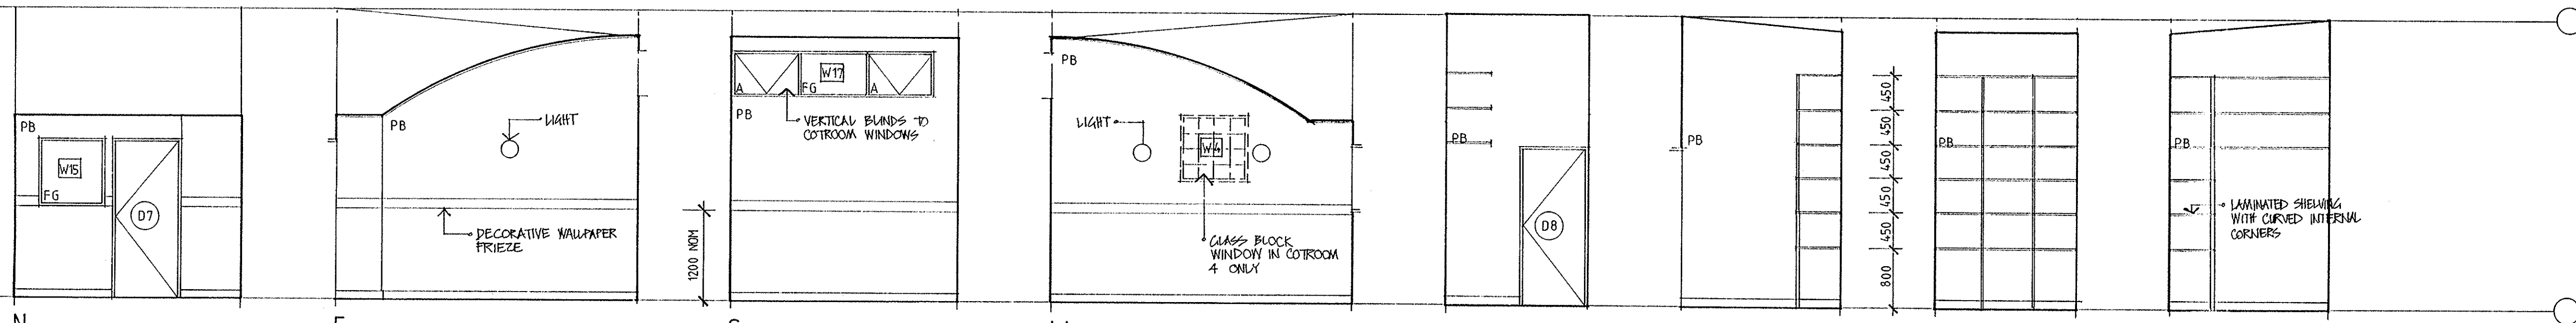 PB
W15
FG
D7
PB
LIGHT
DECORATIVE WALLPAPER
FRIEZE
1200 NOM
A
W17
FG
A
PB
VERTICAL BLINDS TO
COTROOM WINDOWS
PB
LIGHT
W4
GLASS BLOCK
WINDOW IN COTROOM
4 ONLY
PB
D8
PB
450
450
450
450
450
800
PB
PB
LAMINATED SHELVING
WITH CURVED INTERNAL
CORNERS
N